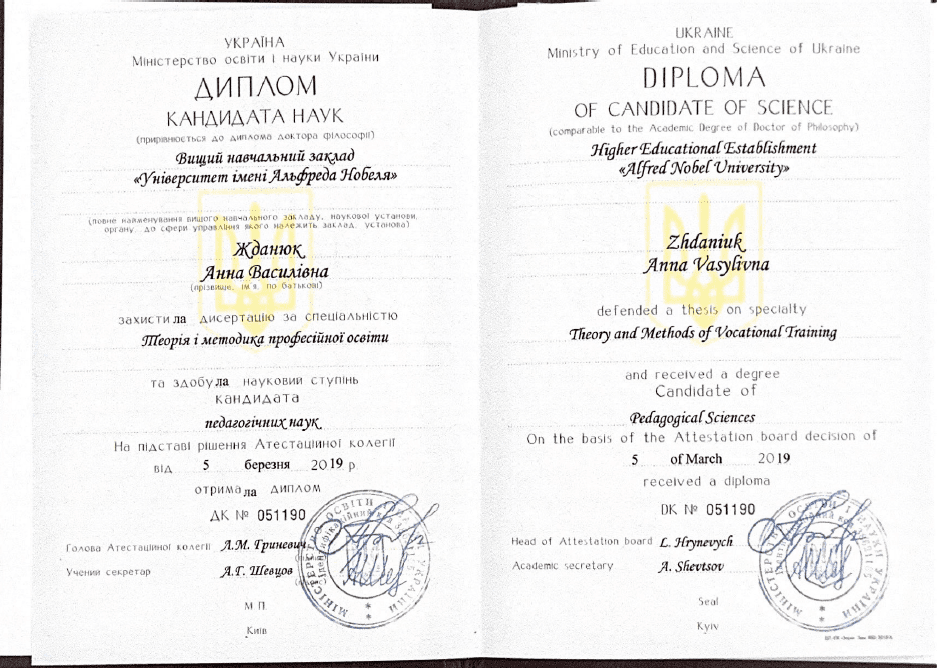 УКРАЇНА
Міністерство освіти і науки України
ДИПЛОМ
КАНДИДАТА НАУК
(прирівнюється до диплома доктора філософії)
Вищий навчальний заклад
«Університет імені Альфреда Нобеля»
(повне найменування вищого навчального закладу, наукової установи,
органу, до сфери управління якого належить заклад, установа)
Жданюк
Анна Василівна
(прізвище, ім'я, по батькові)
захистила дисертацію за спеціальністю
Теорія і методика професійної освіти
та здобула науковий ступінь
кандидата
педагогічних наук
На підставі рішення Атестаційної колегії
від 5 березня 2019 р
отримала диплом
ДК № 051190
Голова Атестаційної колегії Л.М. Гриневич
Учений секретар А.Г. Шевцов
М.П.
Київ
UKRAINE
Ministry of Education and Science of Ukraine
DIPLOMA
OF CANDIDATE OF SCIENCE
(comparable to the Academic Degree of Doctor of Philosophy)
Higher Educational Establishment
«Alfred Nobel University»
Zhdaniuk
Anna Vasylivna
defended a thesis on specialty
Theory and Methods of Vocational Training
and received a degree
Candidate of
Pedagogical Sciences
On the basis of the Attestation board decision of
5 of March 2019
received a diploma
DK № 051190
Head of Attestation board L. Hrynevych
Academic secretary A. Shevtsov
Seal
Kyiv